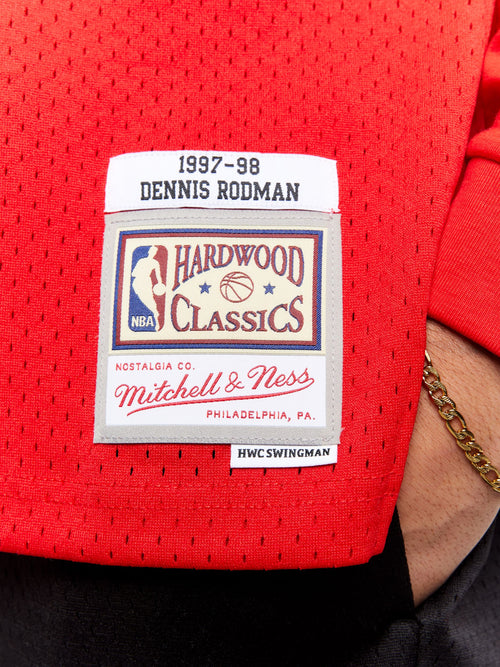 1997-98
DENNIS RODMAN
HARDWOOD
CLASSICS
NBA
NOSTALGIA CO.
Mitchell & Ness
PHILADELPHIA, PA.
HWC SWINGMAN